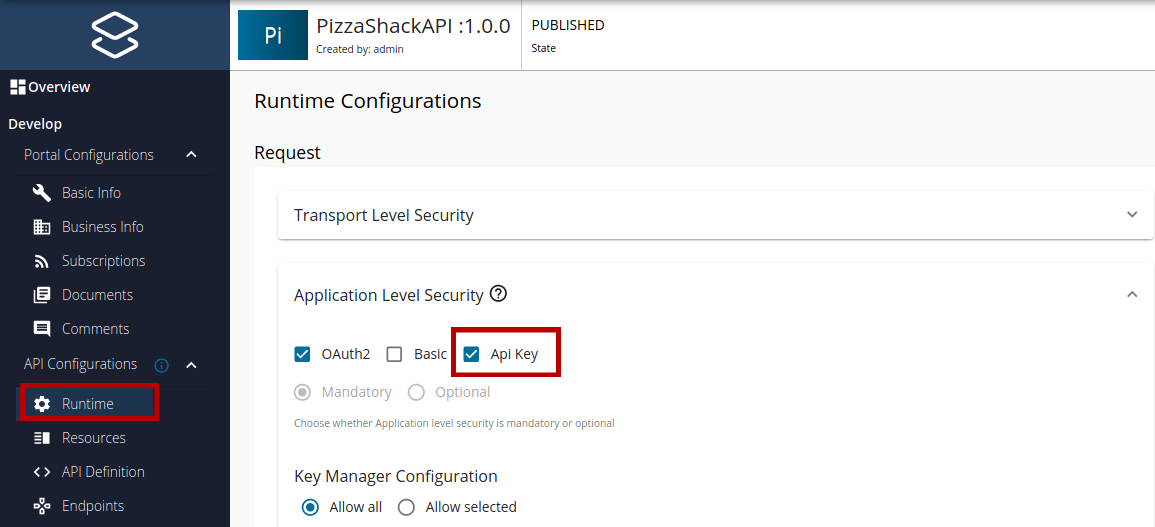 Pi
PizzaShackAPI :1.0.0
Created by: admin
PUBLISHED
State
Overview
Develop
Portal Configurations
Basic Info
Business Info
Subscriptions
Documents
Comments
API Configurations
Runtime
Resources
API Definition
Endpoints
Runtime Configurations
Request
Transport Level Security
Application Level Security
OAuth2 Basic Api Key
Mandatory Optional
Choose whether Application level security is mandatory or optional
Key Manager Configuration
Allow all Allow selected